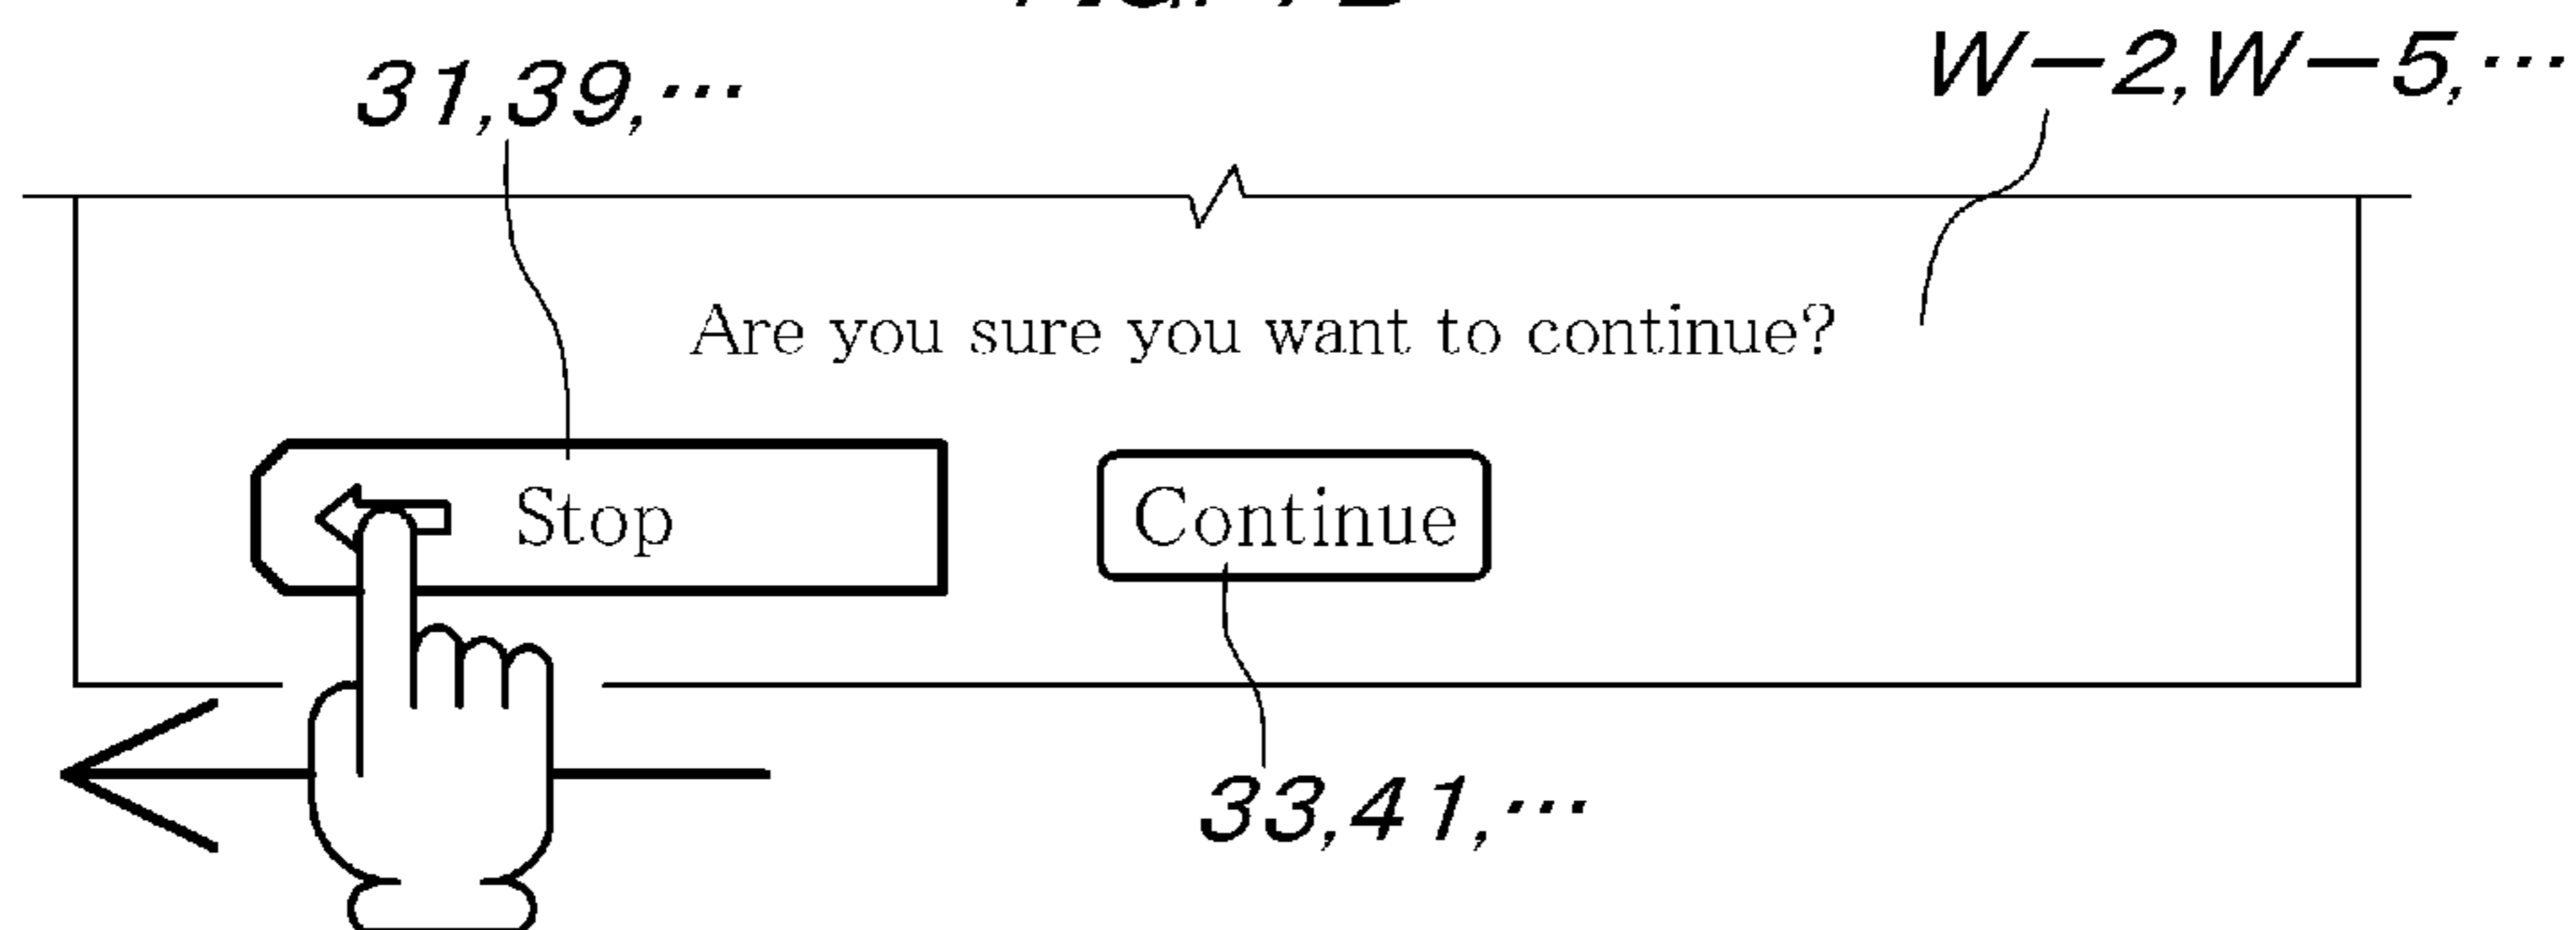 31,39,···
W-2,W-5,···
Are you sure you want to continue?
Stop
Continue
33,41,···